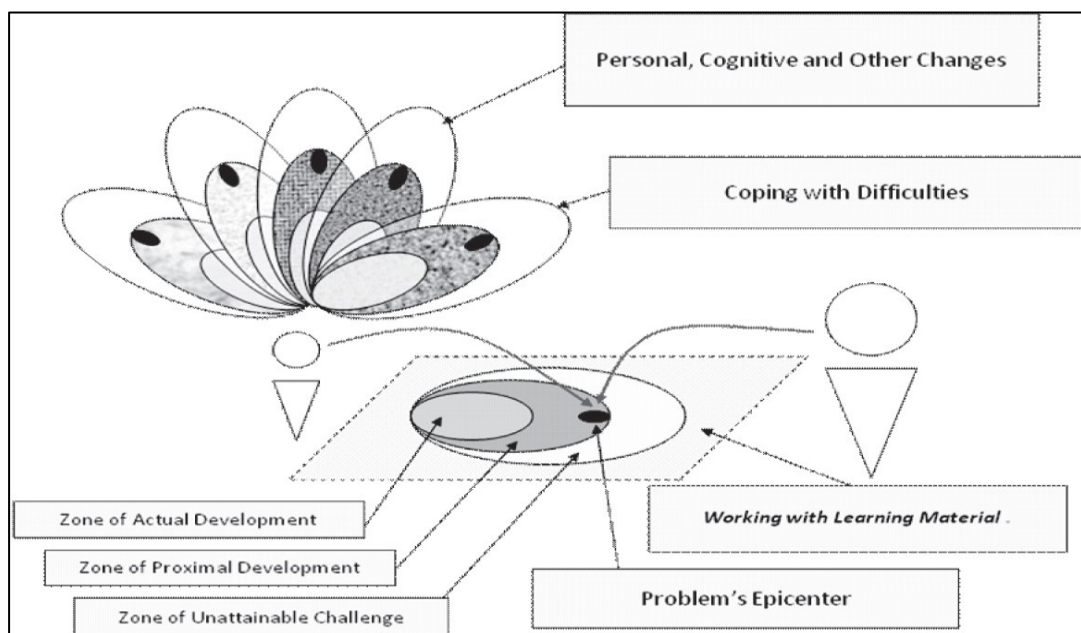 Personal, Cognitive and Other Changes
Coping with Difficulties
Zone of Actual Development
Working with Learning Material .
Zone of Proximal Development
Problem's Epicenter
Zone of Unattainable Challenge